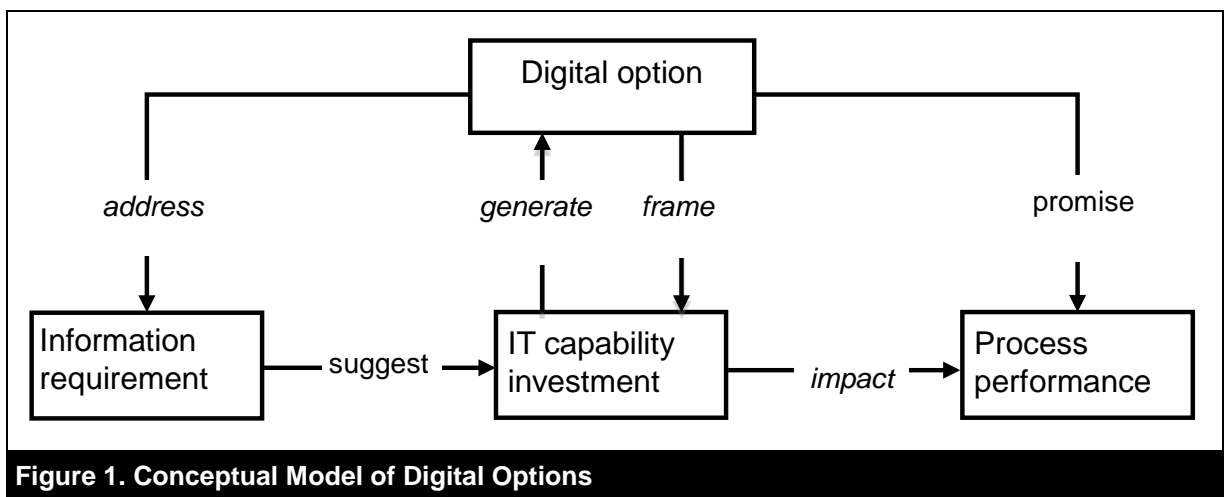 Digital option
address
generate
frame
promise
Information
requirement
suggest
IT capability
investment
impact
Process
performance
Figure 1. Conceptual Model of Digital Options